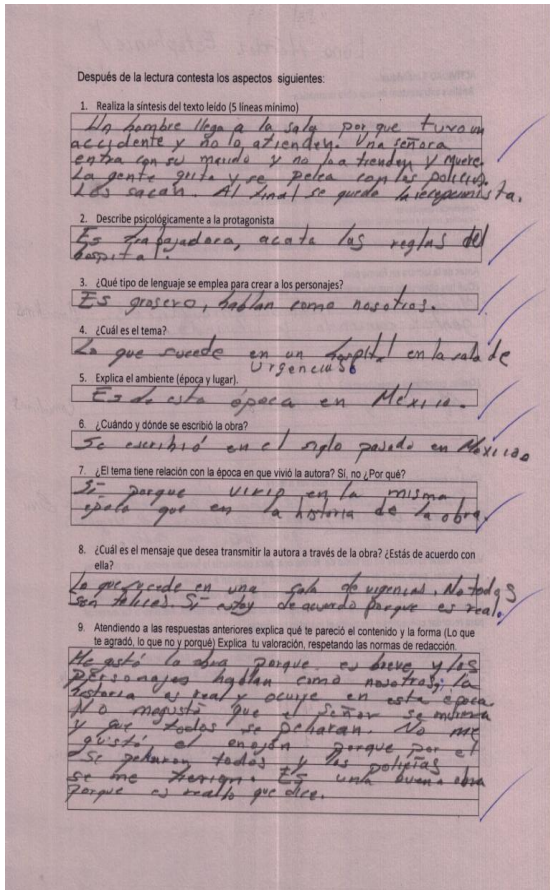 Después de la lectura contesta los aspectos siguientes:
1. Realiza la síntesis del texto leído (5 líneas mínimo)
Un hombre llega a la sala por que tuvo un
accidente y no lo atienden. Una señora
entra con su marido y no loa tienden y muere.
La gente grita y se pelea con los policías.
Los sacan. Al final se queda la recepcionista.
2. Describe psicológicamente a la protagonista
Es trabajadora, acata las reglas del
hospital.
3. ¿Qué tipo de lenguaje se emplea para crear a los personajes?
Es grosero, hablan como nosotros.
4. ¿Cuál es el tema?
Lo que sucede en un hospital en la sala de
urgencias
5. Explica el ambiente (época y lugar).
Es de esta época en México.
6. ¿Cuándo y dónde se escribió la obra?
Se escribió en el siglo pasado en México
7. ¿El tema tiene relación con la época en que vivió la autora? Si, no ¿Por qué?
Si porque vivio en la misma
época que en la historia de la obra.
8. ¿Cuál es el mensaje que desea transmitir la autora a través de la obra? ¿Estás de acuerdo con
ella?
Lo que sucede en una sala de urgencias. No todas
son felices. Si estoy de acuerdo porque es real.
9. Atendiendo a las respuestas anteriores explica qué te pareció el contenido y la forma (Lo que
te agradó, lo que no y porqué) Explica tu valoración, respetando las normas de redacción.
Me gustó la obra porque es breve y los
personajes hablan como nosotros, la
historia es real y ocurre en esta época
No megustó que el señor se muriera
y que todos se pelearan. No me
gustó el enojón porque por el
se pelearon todos y los policías
se me tieron. Es una buena obra
porque es realto que dice.